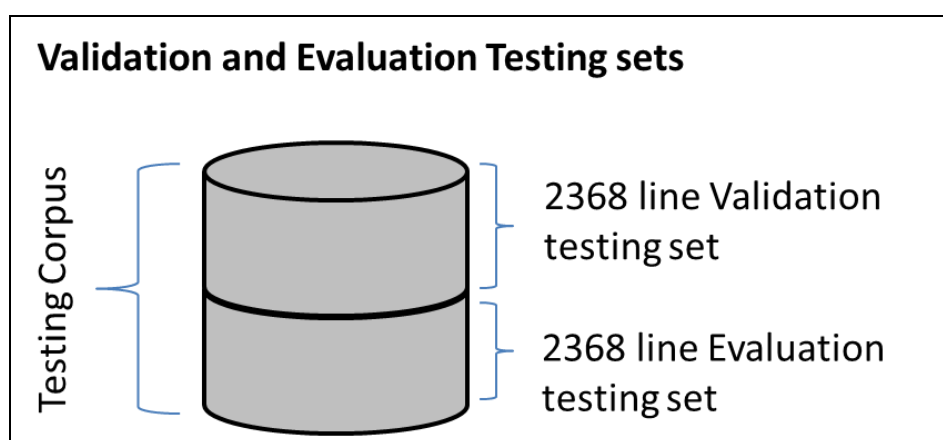 Validation and Evaluation Testing sets
Testing Corpus
2368 line Validation
testing set
2368 line Evaluation
testing set